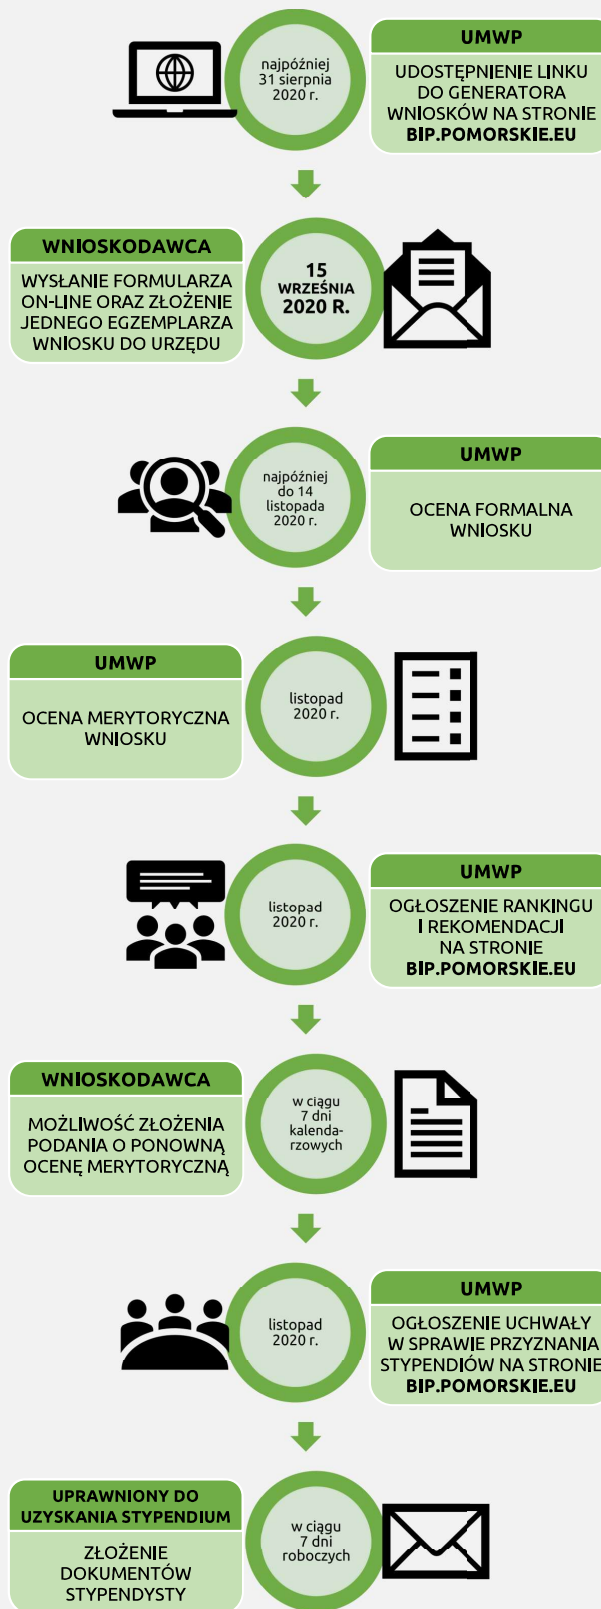 najpóźniej
31 sierpnia
2020 r.
UMWP
UDOSTĘPNIENIE LINKU
DO GENERATORA
WNIOSKÓW NA STRONIE
BIP.POMORSKIE.EU
WNIOSKODAWCA
WYSŁANIE FORMULARZA
ON-LINE ORAZ ZŁOŻENIE
JEDNEGO EGZEMPLARZA
WNIOSKU DO URZĘDU
15
WRZEŚNIA
2020 R.
najpóźniej
do 14
listopada
2020 r.
UMWP
OCENA FORMALNA
WNIOSKU
UMWP
OCENA MERYTORYCZNA
WNIOSKU
listopad
2020 r.
listopad
2020 r.
UMWP
OGŁOSZENIE RANKINGU
I REKOMENDACJI
NA STRONIE
BIP.POMORSKIE.EU
WNIOSKODAWCA
MOŻLIWOŚĆ ZŁOŻENIA
PODANIA O PONOWNĄ
OCENĘ MERYTORYCZNĄ
w ciągu
7 dni
kalenda-
rzowych
listopad
2020 r.
UMWP
OGŁOSZENIE UCHWAŁY
W SPRAWIE PRZYZNANIA
STYPENDIÓW NA STRONIE
BIP.POMORSKIE.EU
UPRAWNIONY DO
UZYSKANIA STYPENDIUM
ZŁOŻENIE
DOKUMENTÓW
STYPENDYSTY
w ciągu
7 dni
roboczych